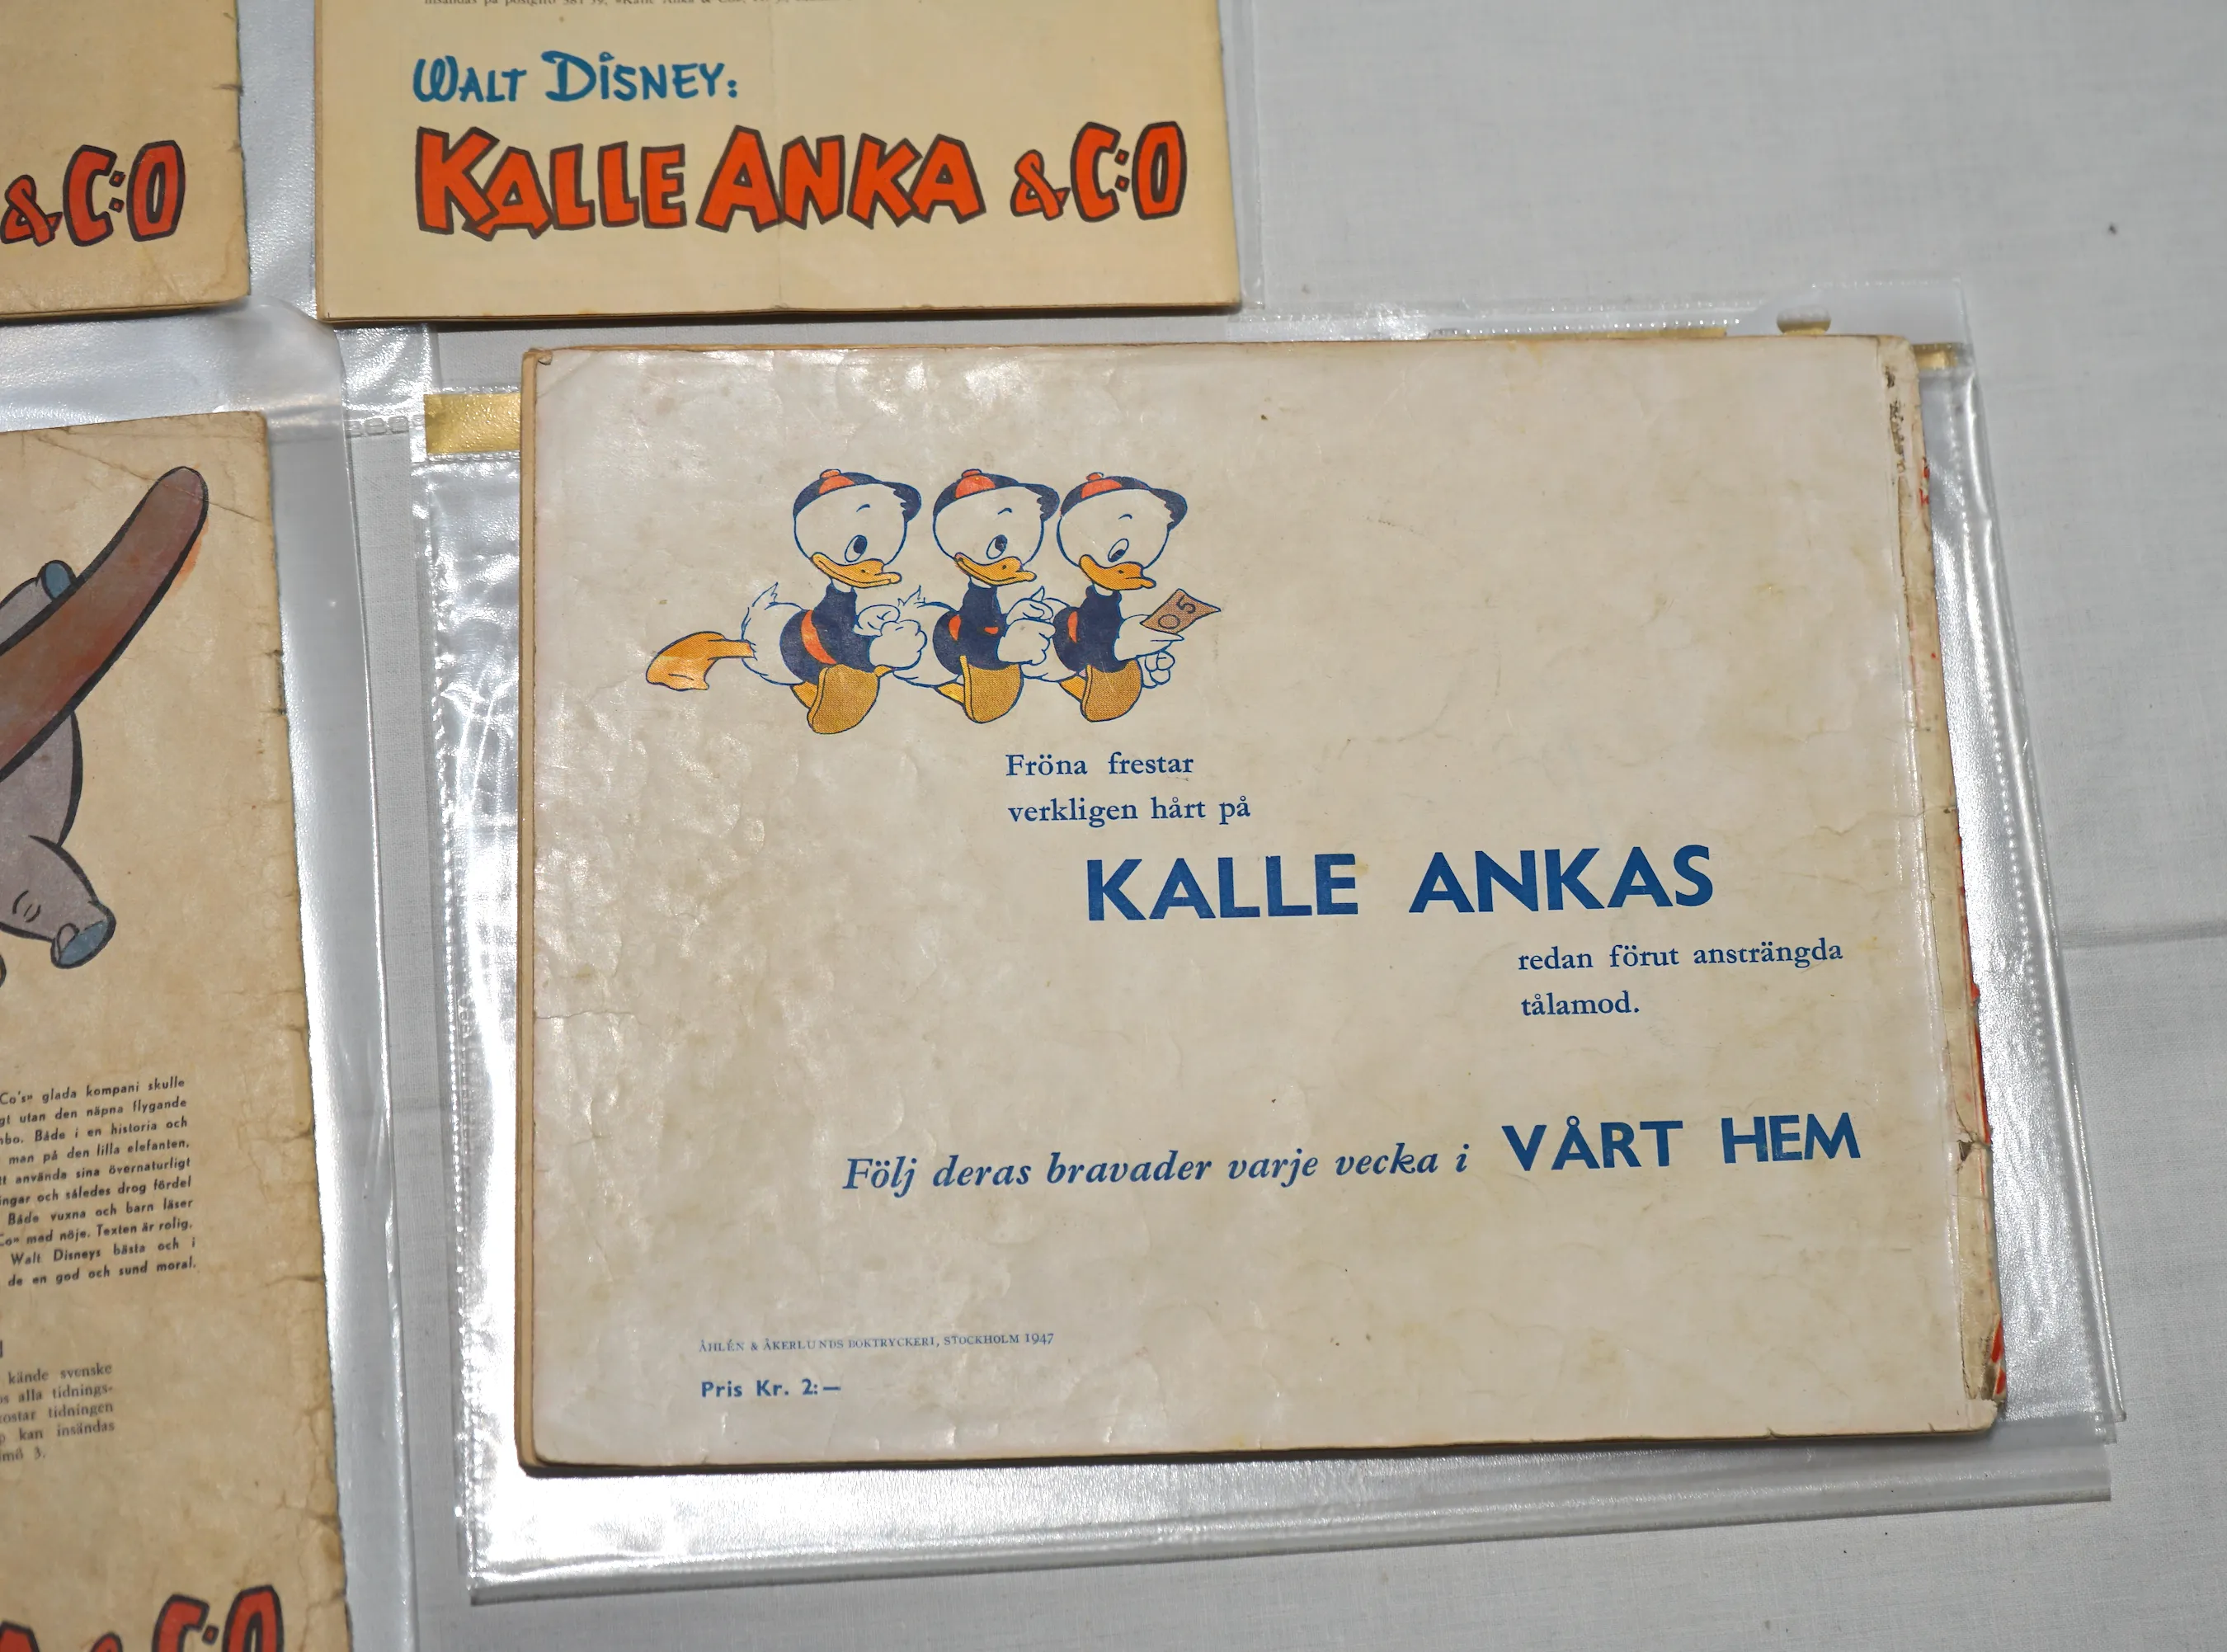 WALT DISNEY:
KALLE ANKA & C:O
& C:O
Fröna frestar
verkligen hårt på
KALLE ANKAS
redan förut ansträngda
tålamod.
Följ deras bravader varje vecka i VÅRT HEM
ÅHLÉN & ÅKERLUNDS BOKTRYCKERI, STOCKHOLM 1947
Pris Kr. 2:—
50
Co's» glada kompani skulle
utan den näpna flygande
Både i en historia och
man på den lilla elefanten,
använda sina övernaturligt
och således drog fördel
Både vuxna och barn läser
med nöje. Texten är rolig,
Walt Disneys bästa och i
de en god och sund moral.
kände svenske
alla tidnings-
kostar tidningen
kan insändas
3.
& C:O